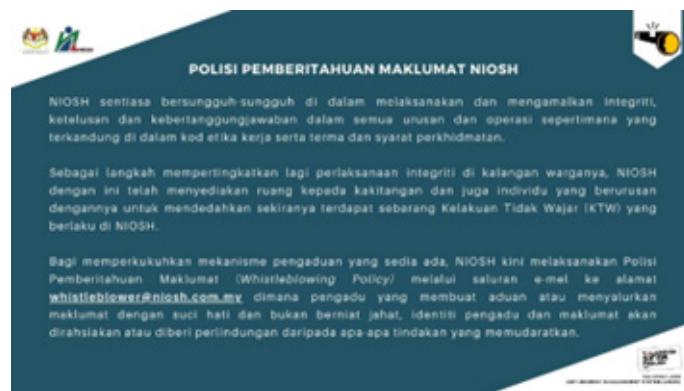 POLISI PEMBERITAHUAN MAKLUMAT NIOSH
NIOSH sentiasa bersungguh-sungguh di dalam melaksanakan dan mengamalkan integriti,
ketelusan dan kebertanggungjawaban dalam semua urusan dan operasi sepertimana yang
terkandung di dalam kod etika kerja serta terma dan syarat perkhidmatan.
Sebagai langkah mempertingkatkan lagi perlaksanaan integriti di kalangan warganya, NIOSH
dengan ini telah menyediakan ruang kepada kakitangan dan juga individu yang berurusan
dengannya untuk mendedahkan sekiranya terdapat sebarang Kelakuan Tidak Wajar (KTW) yang
berlaku di NIOSH.
Bagi memperkukuhkan mekanisme pengaduan yang sedia ada, NIOSH kini melaksanakan Polisi
Pemberitahuan Maklumat (Whistleblowing Policy) melalui saluran e-mel ke alamat
whistleblower@niosh.com.my dimana pengadu yang membuat aduan atau menyalurkan
maklumat dengan suci hati dan bukan berniat jahat, identiti pengadu dan maklumat akan
dirahsiakan atau diberi perlindungan daripada apa-apa tindakan yang memudaratkan.